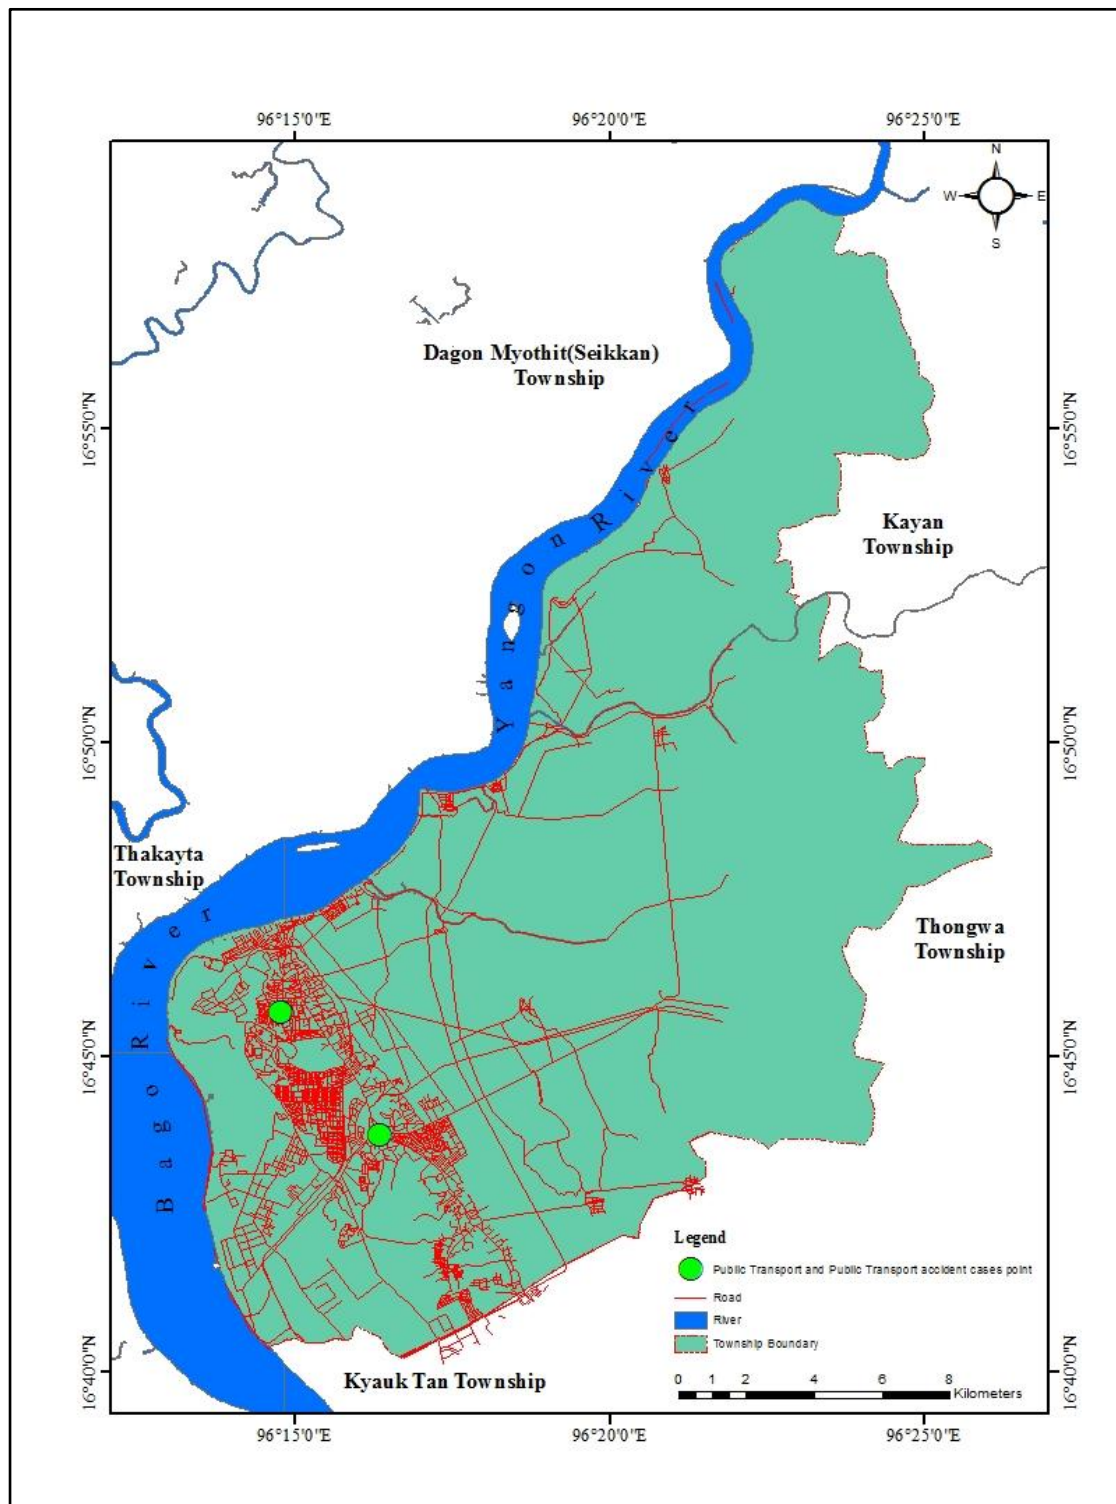 96°15'0"E
96°20'0"E
96°25'0"E
N
W
E
S
Dagon Myothit(Seikkan)
Township
16°55'0"N
16°55'0"N
Kayan
Township
Yangon River
16°50'0"N
16°50'0"N
Thakayta
Township
Thongwa
Township
Bago River
16°45'0"N
16°45'0"N
Legend
Public Transport and Public Transport accident cases point
Road
River
Township Boundary
Kyauk Tan Township
0 1 2 4 6 8
Kilometers
16°40'0"N
16°40'0"N
96°15'0"E
96°20'0"E
96°25'0"E